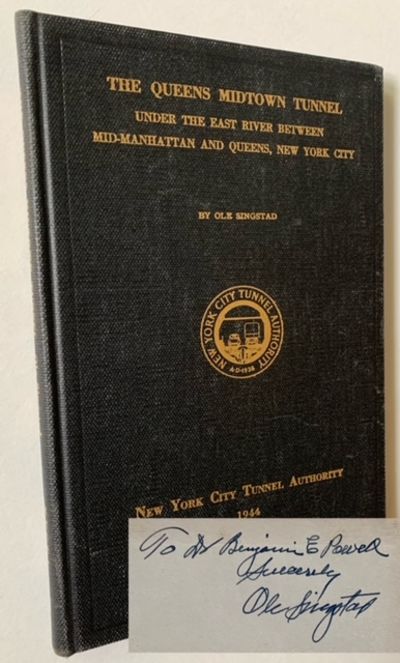 THE QUEENS MIDTOWN TUNNEL
UNDER THE EAST RIVER BETWEEN
MID-MANHATTAN AND QUEENS, NEW YORK CITY
BY OLE SINGSTAD
NEW YORK CITY TUNNEL AUTHORITY
A·D·1936
NEW YORK CITY TUNNEL AUTHORITY
1944
To Dr Benjamin E Powell
Sincerely
Ole Singstad